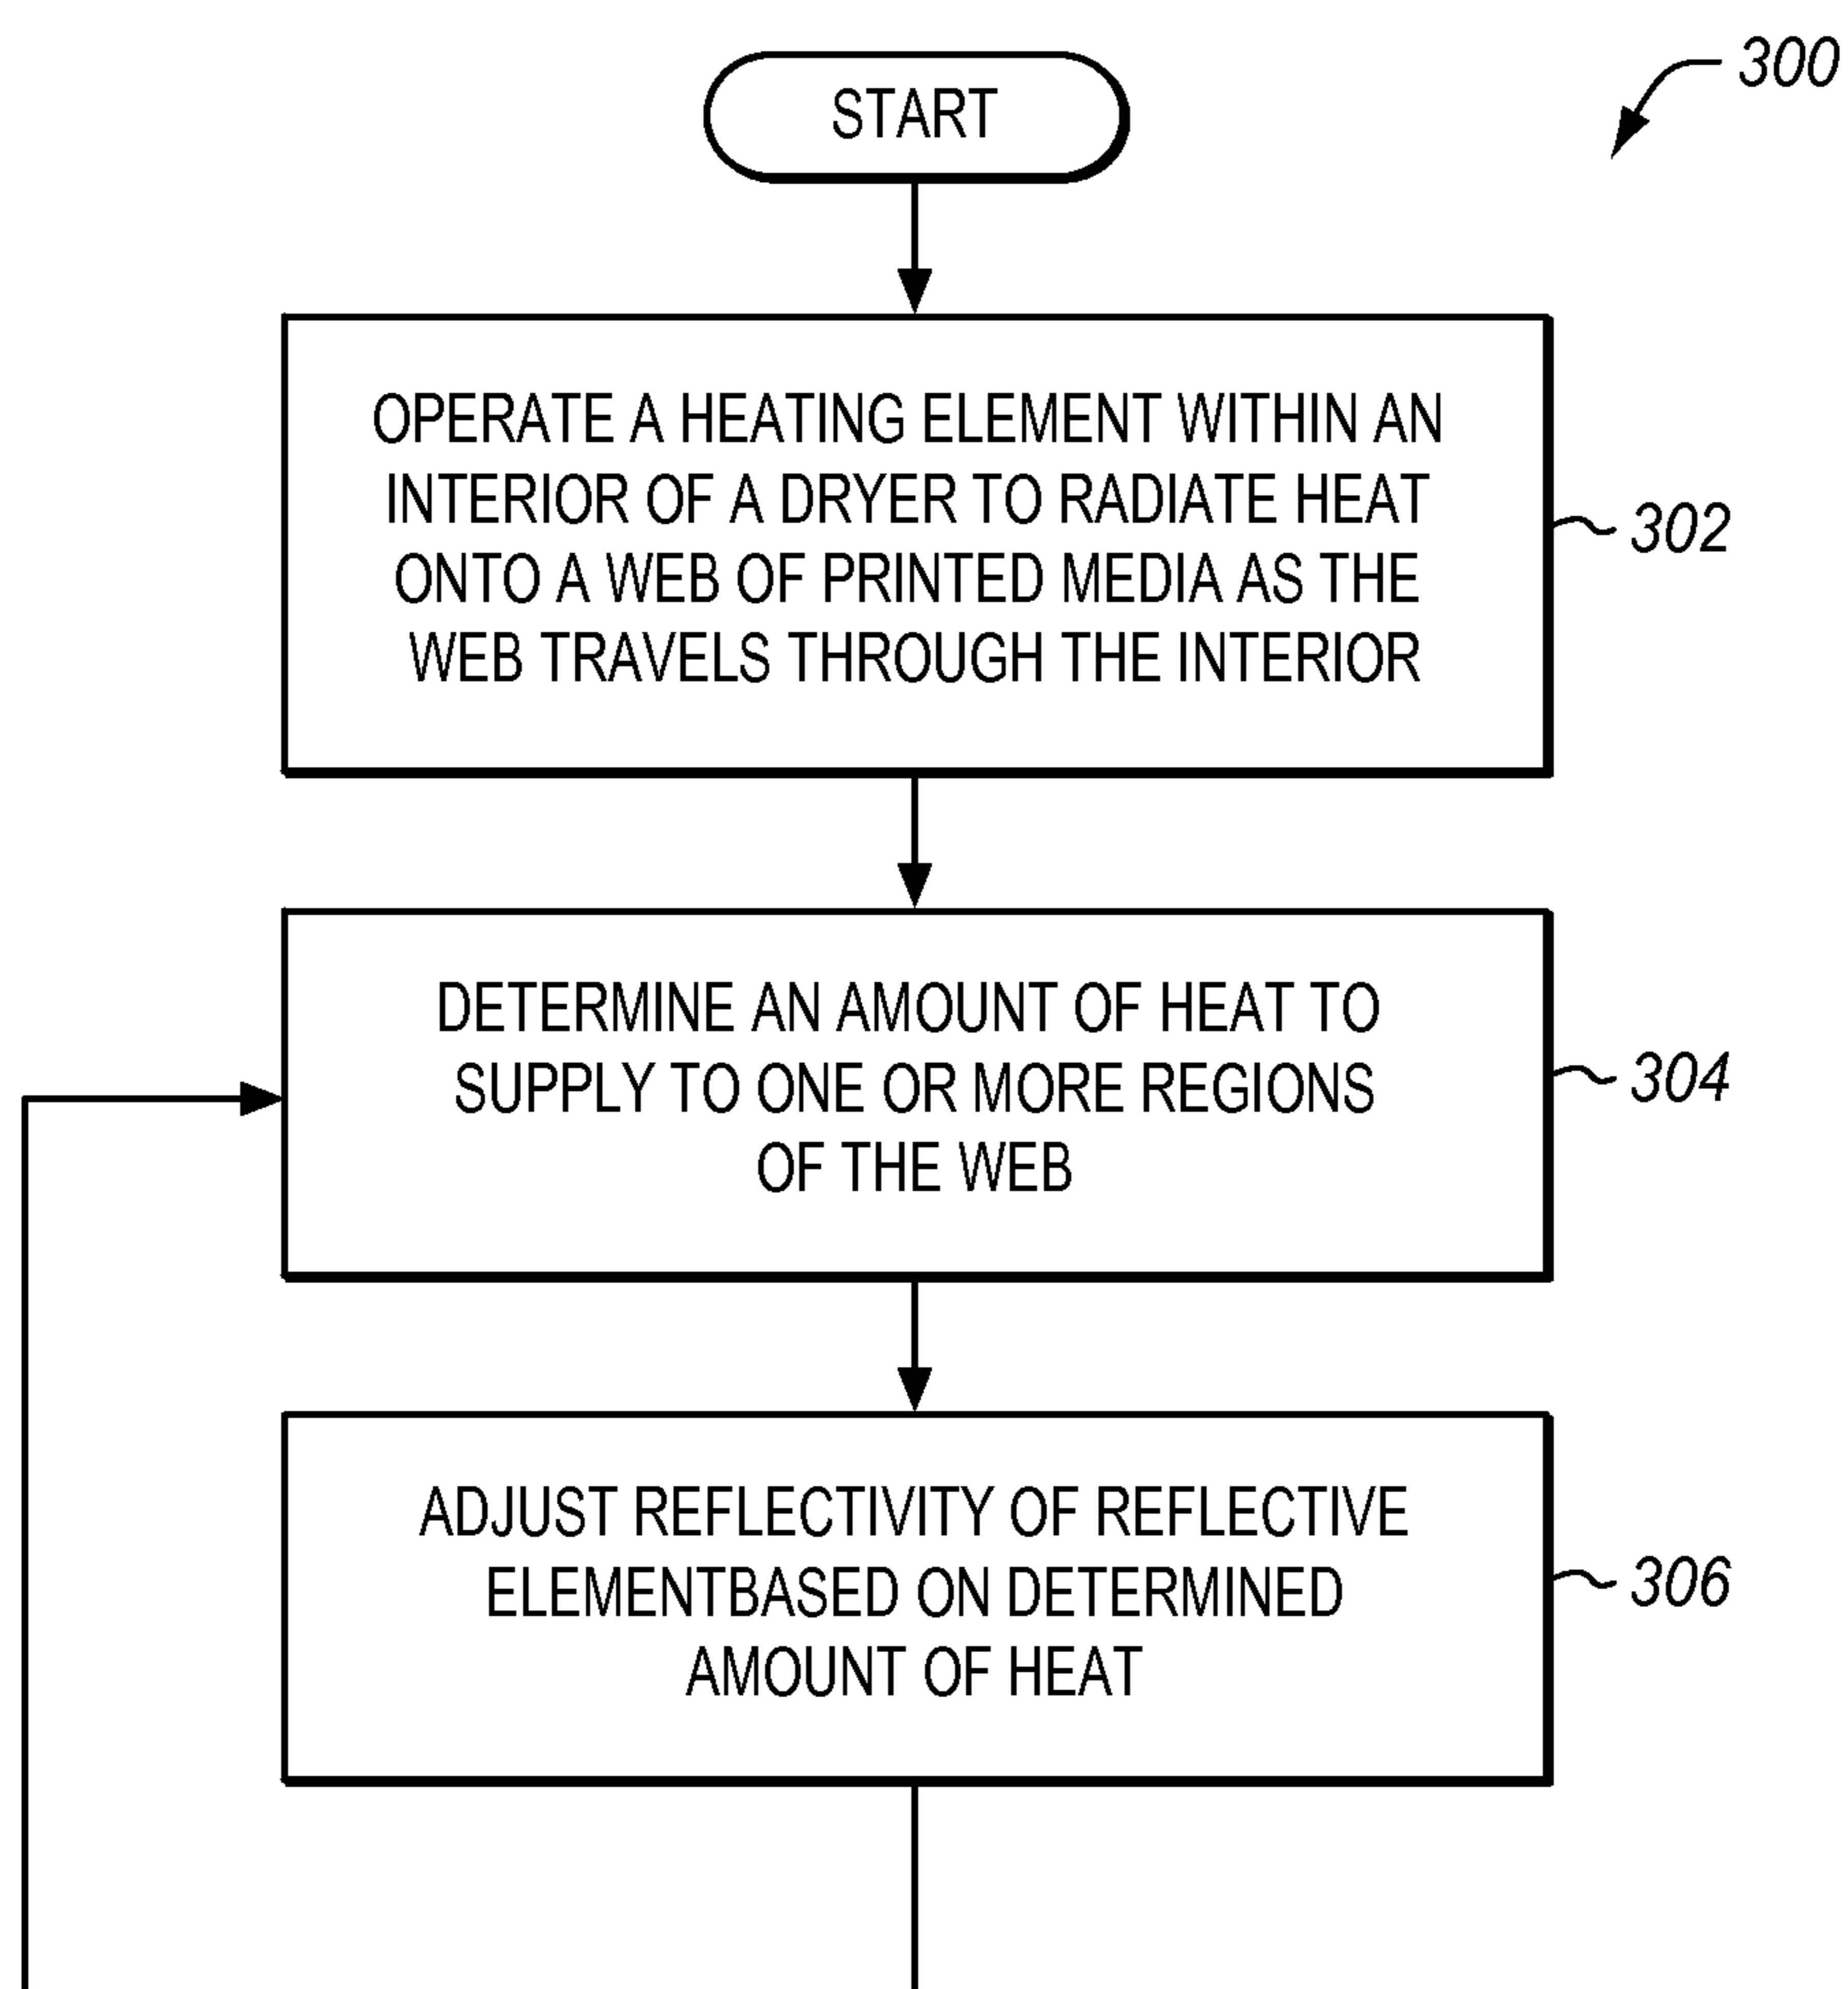 START
300
OPERATE A HEATING ELEMENT WITHIN AN
INTERIOR OF A DRYER TO RADIATE HEAT
ONTO A WEB OF PRINTED MEDIA AS THE
WEB TRAVELS THROUGH THE INTERIOR
302
DETERMINE AN AMOUNT OF HEAT TO
SUPPLY TO ONE OR MORE REGIONS
OF THE WEB
304
ADJUST REFLECTIVITY OF REFLECTIVE
ELEMENTBASED ON DETERMINED
AMOUNT OF HEAT
306